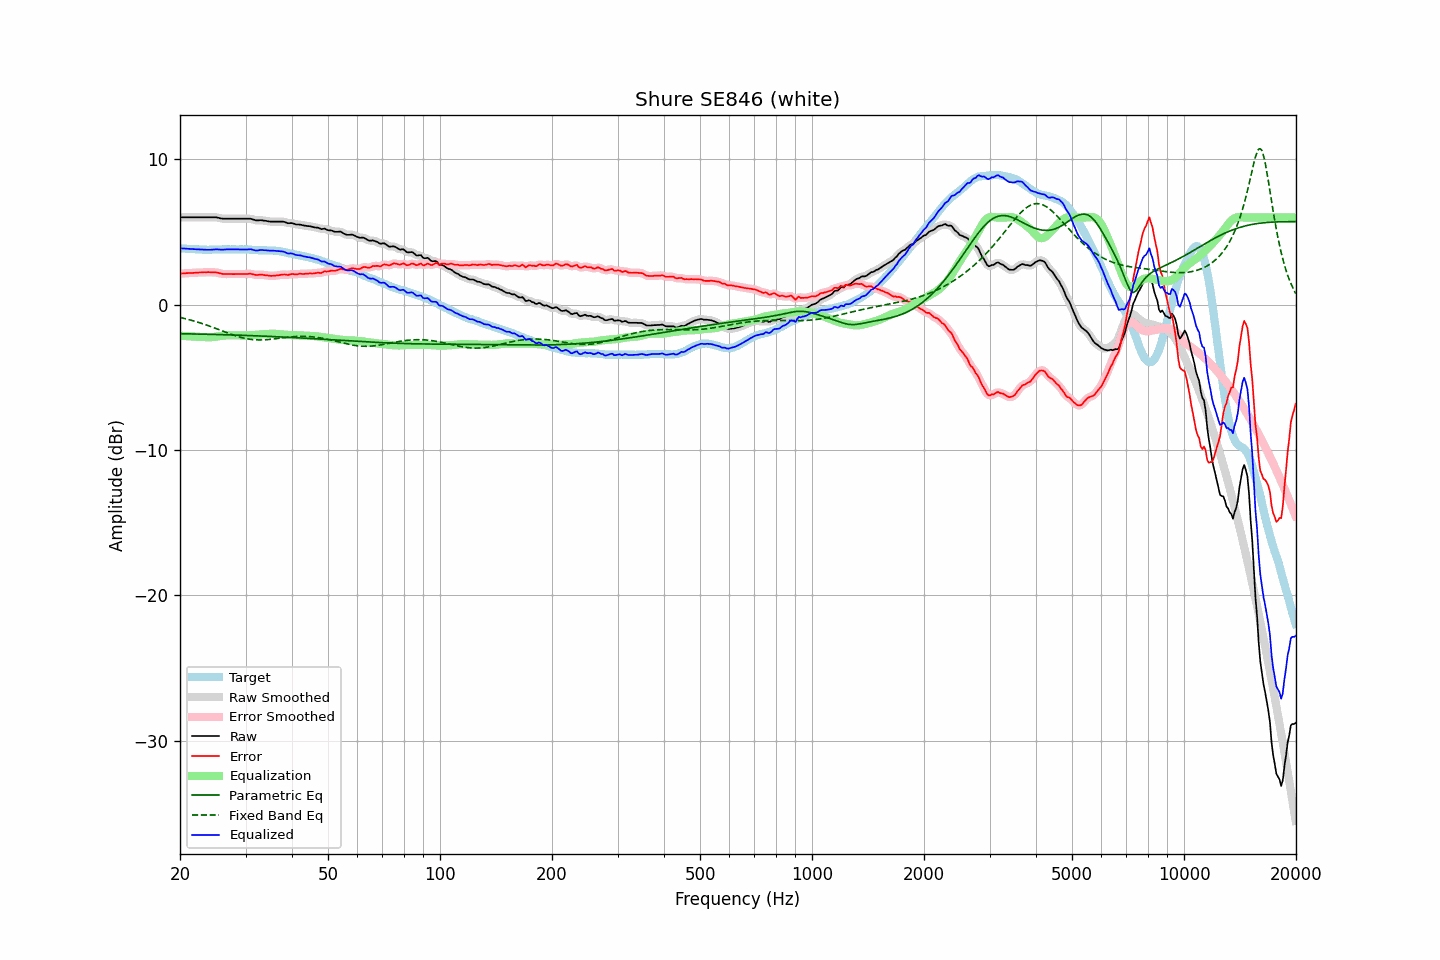 Shure SE846 (white)
10
0
−10
−20
−30
Amplitude (dBr)
Target
Raw Smoothed
Error Smoothed
Raw
Error
Equalization
Parametric Eq
Fixed Band Eq
Equalized
20 50 100 200 500 1000 2000 5000 10000 20000
Frequency (Hz)